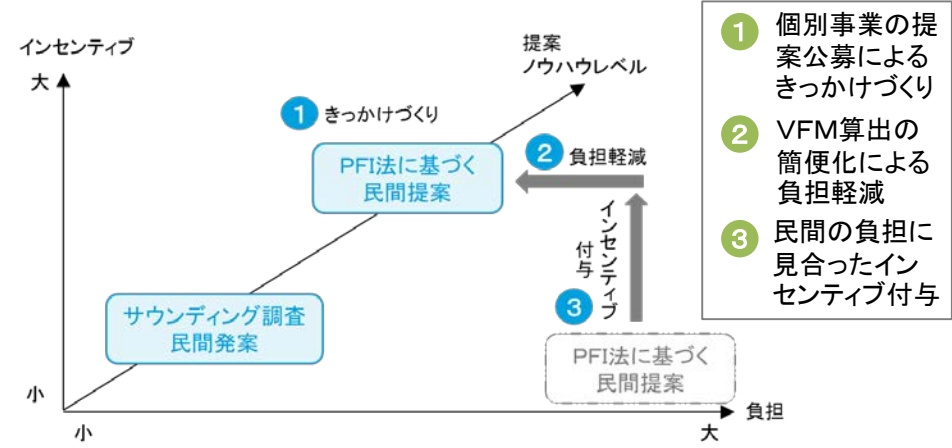 インセンティブ
大
提案
ノウハウレベル
1 きっかけづくり
PFI法に基づく
民間提案
2 負担軽減
インセンティブ
付与
3
サウンディング調査
民間発案
PFI法に基づく
民間提案
小
小
大
負担
1 個別事業の提
案公募による
きっかけづくり
2 VFM算出の
簡便化による
負担軽減
3 民間の負担に
見合ったイン
センティブ付与